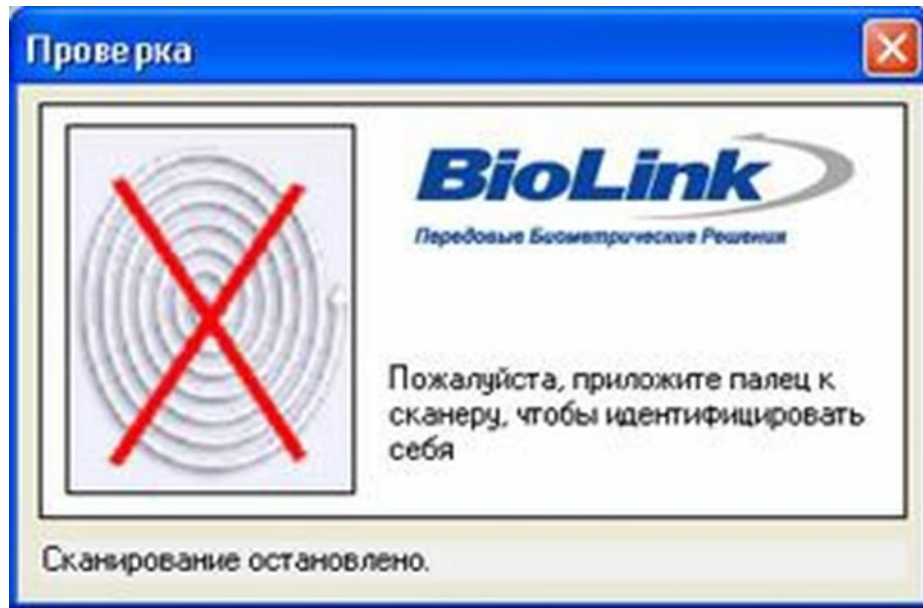 Проверка
BioLink
Передовые Биометрические Решения
Пожалуйста, приложите палец к
сканеру, чтобы идентифицировать
себя
Сканирование остановлено.